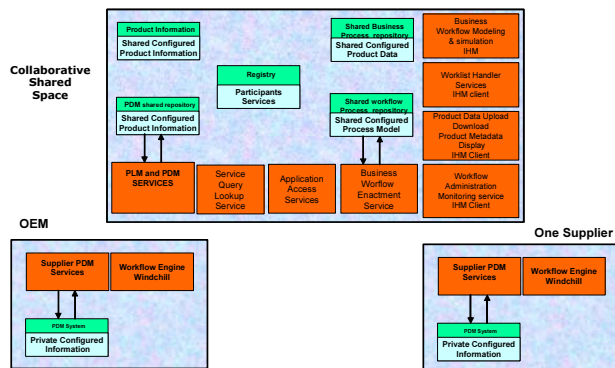 Collaborative
Shared
Space
Product Information
Shared Configured
Product Information
Registry
Participants
Services
Shared Business
Process repository
Shared Configured
Product Data
PDM shared repository
Shared Configured
Product Information
Shared workflow
Process repository
Shared Configured
Process Model
PLM and PDM
SERVICES
Service
Query
Lookup
Service
Application
Access
Services
Business
Worflow
Enactment
Service
Business
Workflow Modeling
& simulation
IHM
Worklist Handler
Services
IHM client
Product Data Upload
Download
Product Metadata
Display
IHM Client
Workflow
Administration
Monitoring service
IHM Client
OEM
Supplier PDM
Services
Workflow Engine
Windchill
PDM System
Private Configured
Information
One Supplier
Supplier PDM
Services
Workflow Engine
Windchill
PDM System
Private Configured
Information